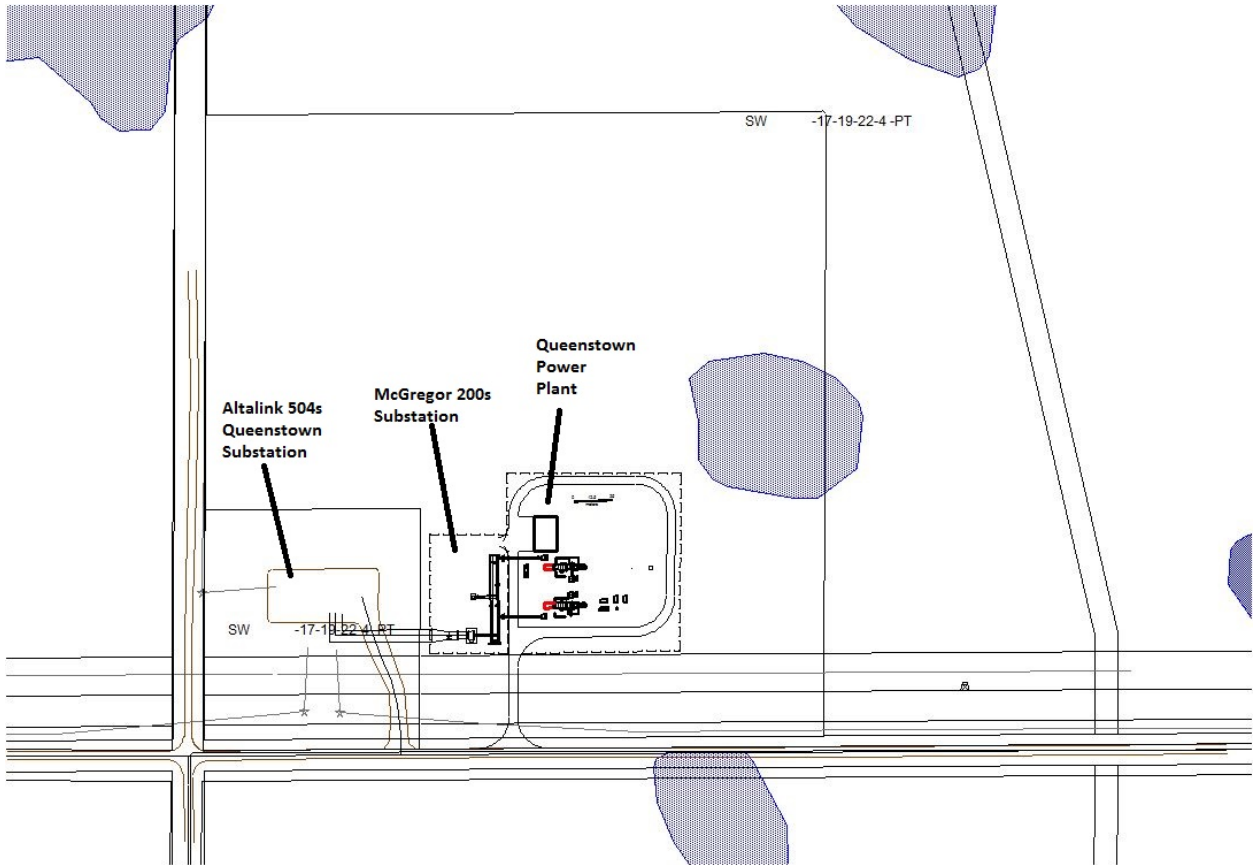 SW -17-19-22-4 -PT
Queenstown
Power
Plant
McGregor 200s
Substation
Altalink 504s
Queenstown
Substation
SW -17-19-22-4 -PT